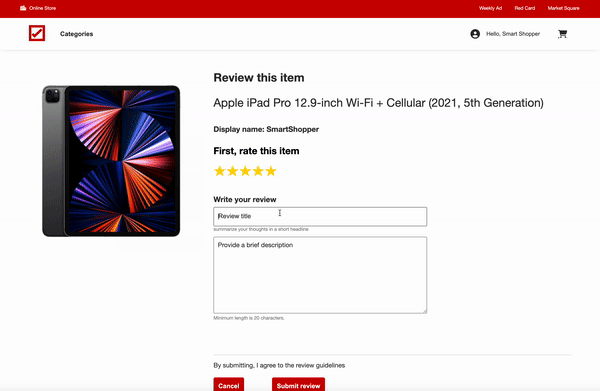 Online Store
Weekly Ad
Red Card
Market Square
Categories
Hello, Smart Shopper
Review this item
Apple iPad Pro 12.9-inch Wi-Fi + Cellular (2021, 5th Generation)
Display name: SmartShopper
First, rate this item
Write your review
Review title
summarize your thoughts in a short headline
Provide a brief description
Minimum length is 20 characters.
By submitting, I agree to the review guidelines
Cancel
Submit review